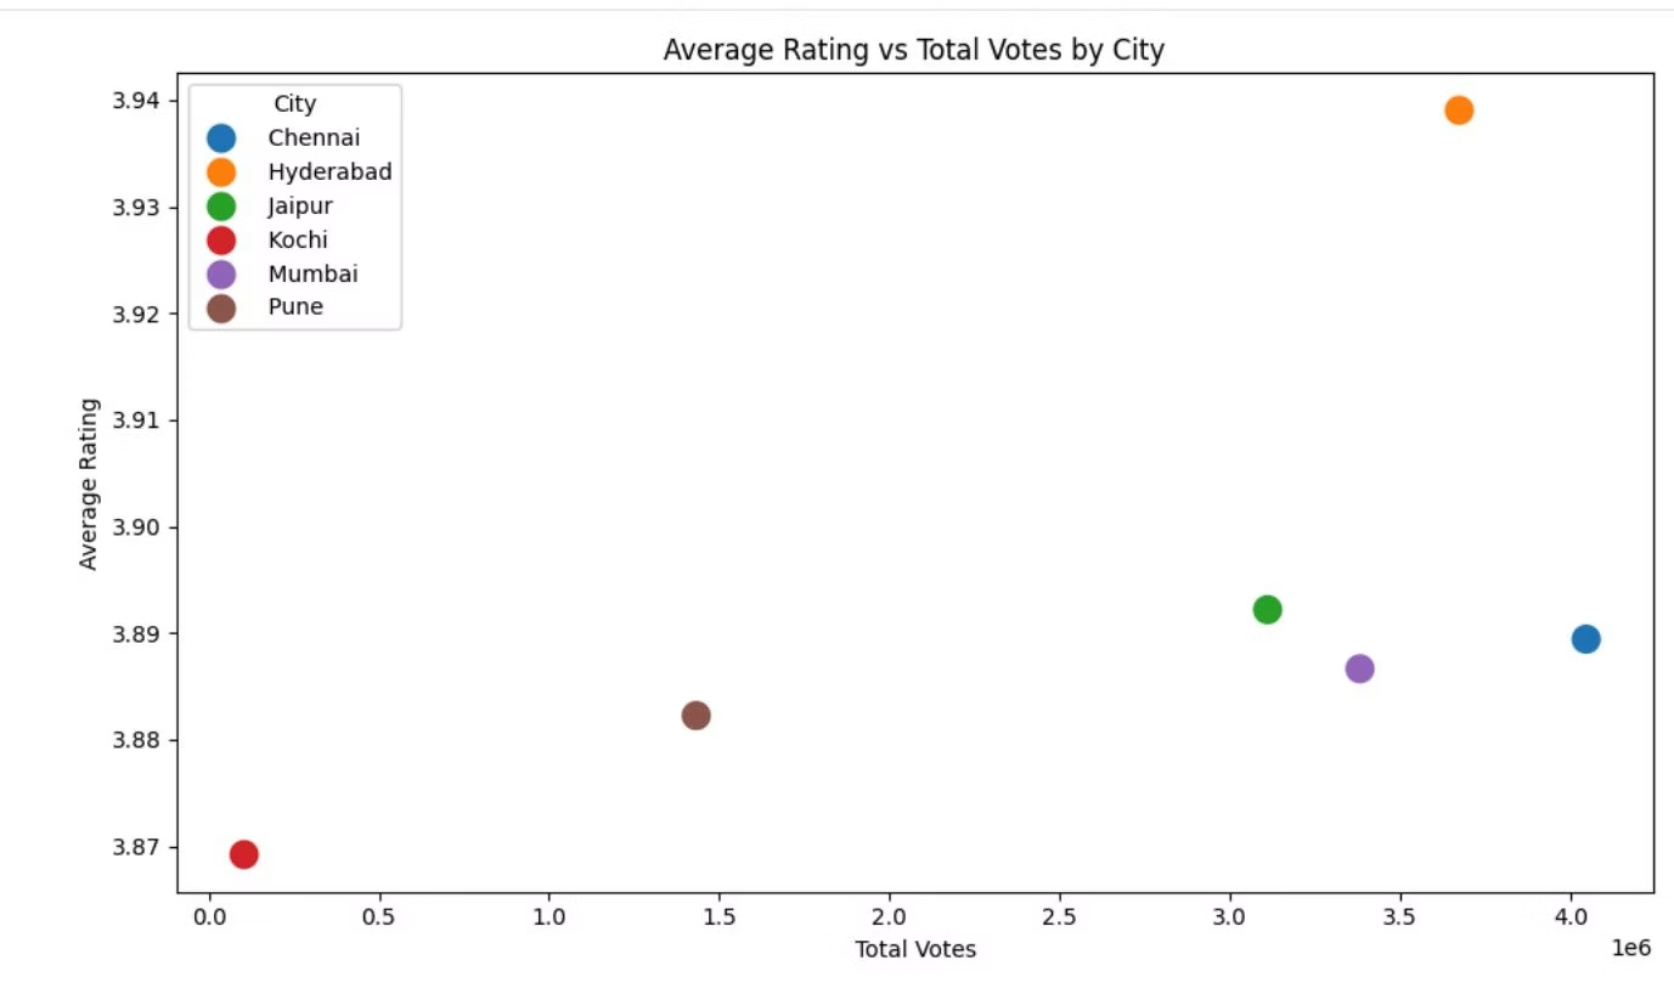 Average Rating vs Total Votes by City
City
Chennai
Hyderabad
Jaipur
Kochi
Mumbai
Pune
3.94
3.93
3.92
3.91
3.90
3.89
3.88
3.87
Average Rating
0.0 0.5 1.0 1.5 2.0 2.5 3.0 3.5 4.0
1e6
Total Votes